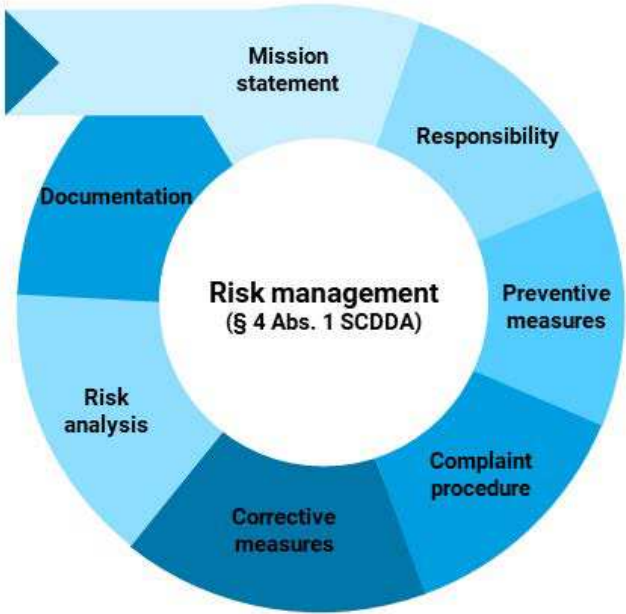 Mission
statement
Responsibility
Preventive
measures
Complaint
procedure
Corrective
measures
Risk
analysis
Documentation
Risk management
(§ 4 Abs. 1 SCDDA)